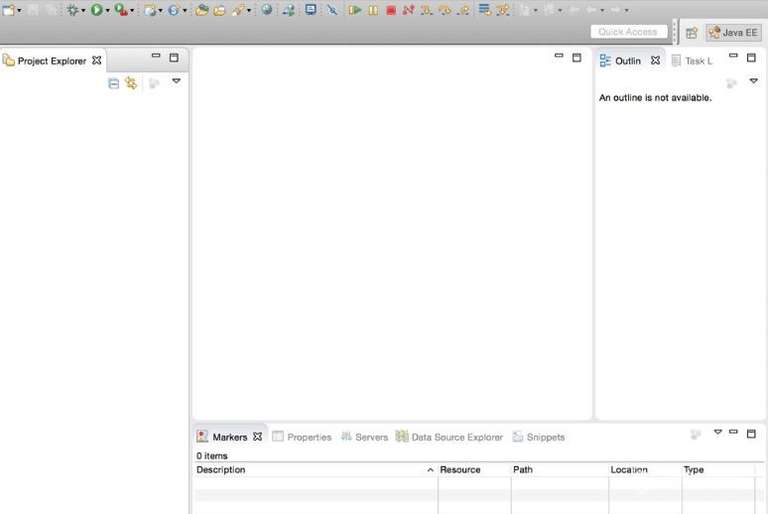 Quick Access
Java EE
Project Explorer
Outlin
Task L
An outline is not available.
Markers
Properties
Servers
Data Source Explorer
Snippets
0 items
Description
Resource
Path
Location
Type